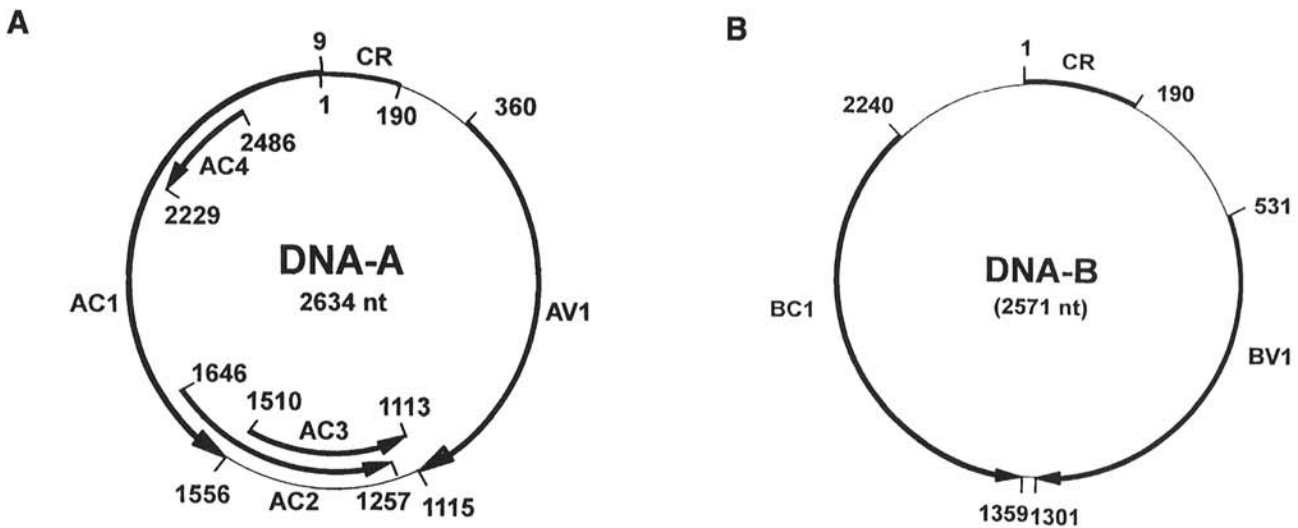 A
9
CR
1
190
360
2486
AC4
2229
DNA-A
2634 nt
AC1
AV1
1646
1510
1113
AC3
1556
AC2
1257
1115
B
1
CR
190
2240
531
DNA-B
(2571 nt)
BC1
BV1
1359
1301